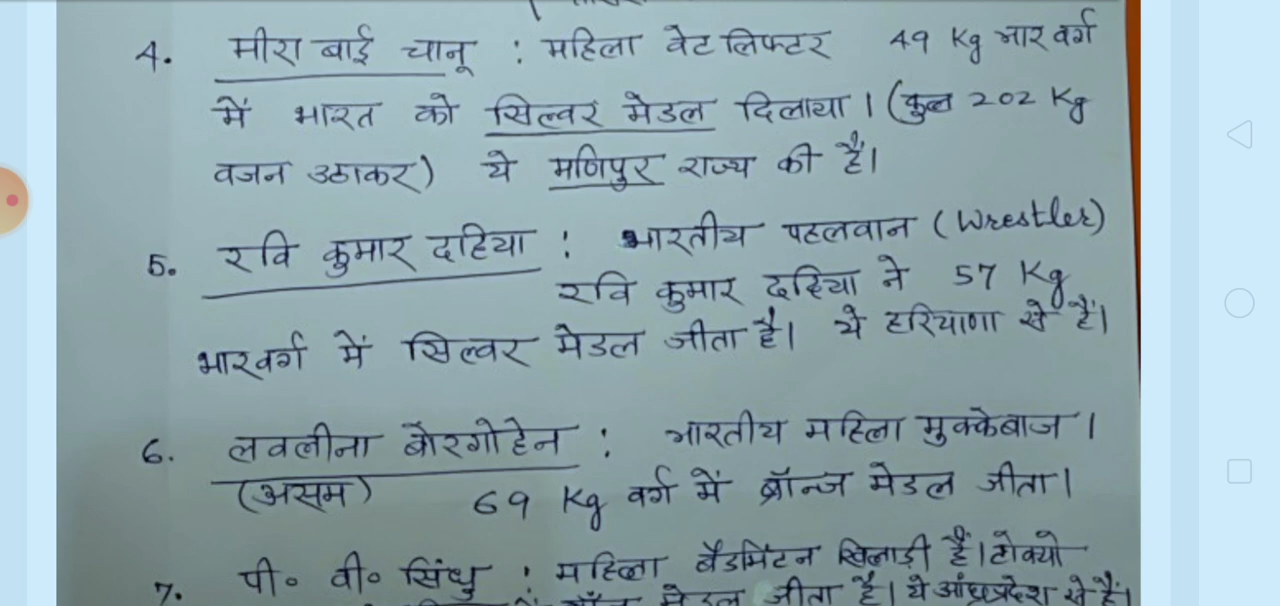 4. मीरा बाई चानू : महिला वेट लिफ्टर 49 Kg भार वर्ग
में भारत को सिल्वर मेडल दिलाया। (कुल 202 Kg
वजन उठाकर) ये मणिपुर राज्य की हैं।
5. रवि कुमार दहिया : भारतीय पहलवान (Wrestler)
रवि कुमार दहिया ने 57 Kg
भारवर्ग में सिल्वर मेडल जीता है। ये हरियाणा से हैं।
6. लवलीना बोरगोहेन : भारतीय महिला मुक्केबाज।
(असम) 69 Kg वर्ग में ब्रॉन्ज मेडल जीता।
7. पी० वी० सिंधु : महिला बैडमिंटन खिलाड़ी हैं। टोक्यो
मेडल जीता है। ये आंध्रप्रदेश से हैं।